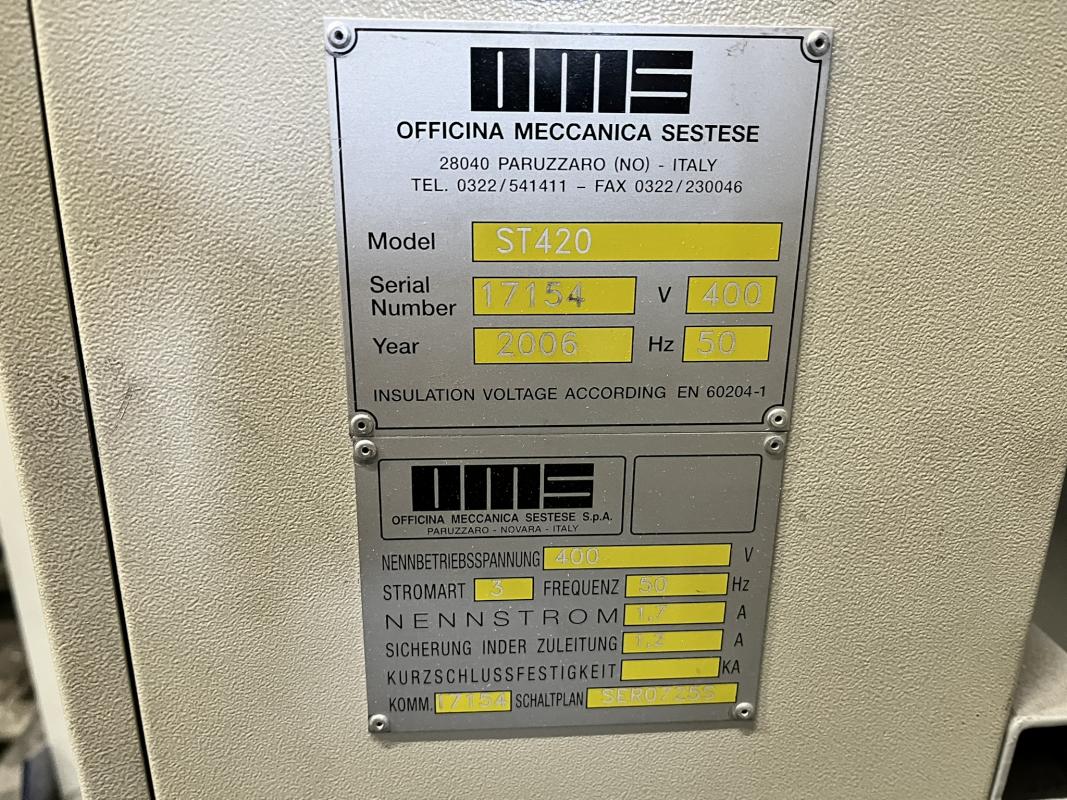 OMS
OFFICINA MECCANICA SESTESE
28040 PARUZZARO (NO) - ITALY
TEL. 0322/541411 – FAX 0322/230046
Model ST420
Serial Number 17154 V 400
Year 2006 Hz 50
INSULATION VOLTAGE ACCORDING EN 60204-1
OMS
OFFICINA MECCANICA SESTESE S.p.A.
PARUZZARO - NOVARA - ITALY
NENNBETRIEBSSPANNUNG 400 V
STROMART 3 FREQUENZ 50 Hz
NENNSTROM 1,7 A
SICHERUNG INDER ZULEITUNG A
KURZSCHLUSSFESTIGKEIT KA
KOMM. 17154 SCHALTPLAN